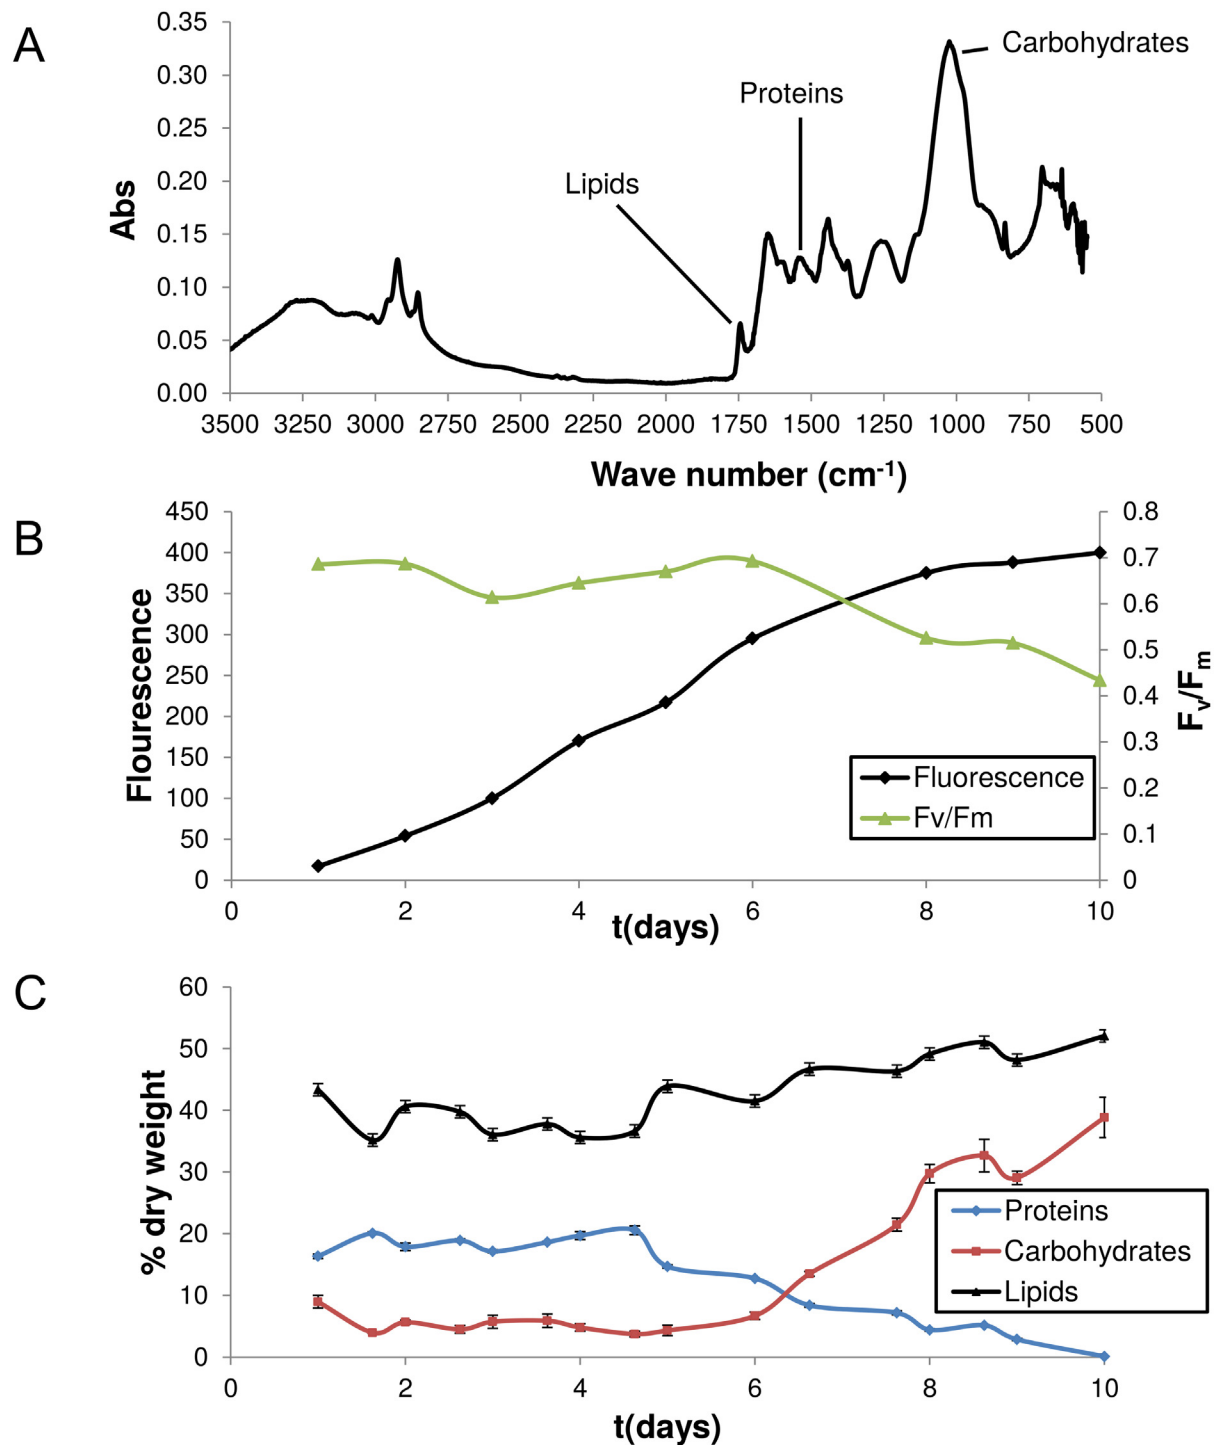 A
0.35
0.30
0.25
0.20
0.15
0.10
0.05
0.00
Abs
Lipids
Proteins
Carbohydrates
3500 3250 3000 2750 2500 2250 2000 1750 1500 1250 1000 750 500
Wave number (cm-1)
B
450
400
350
300
250
200
150
100
50
0
Flourescence
0.8
0.7
0.6
0.5
0.4
0.3
0.2
0.1
0
Fv/Fm
Fluorescence
Fv/Fm
0 2 4 6 8 10
t(days)
C
60
50
40
30
20
10
0
% dry weight
Proteins
Carbohydrates
Lipids
0 2 4 6 8 10
t(days)